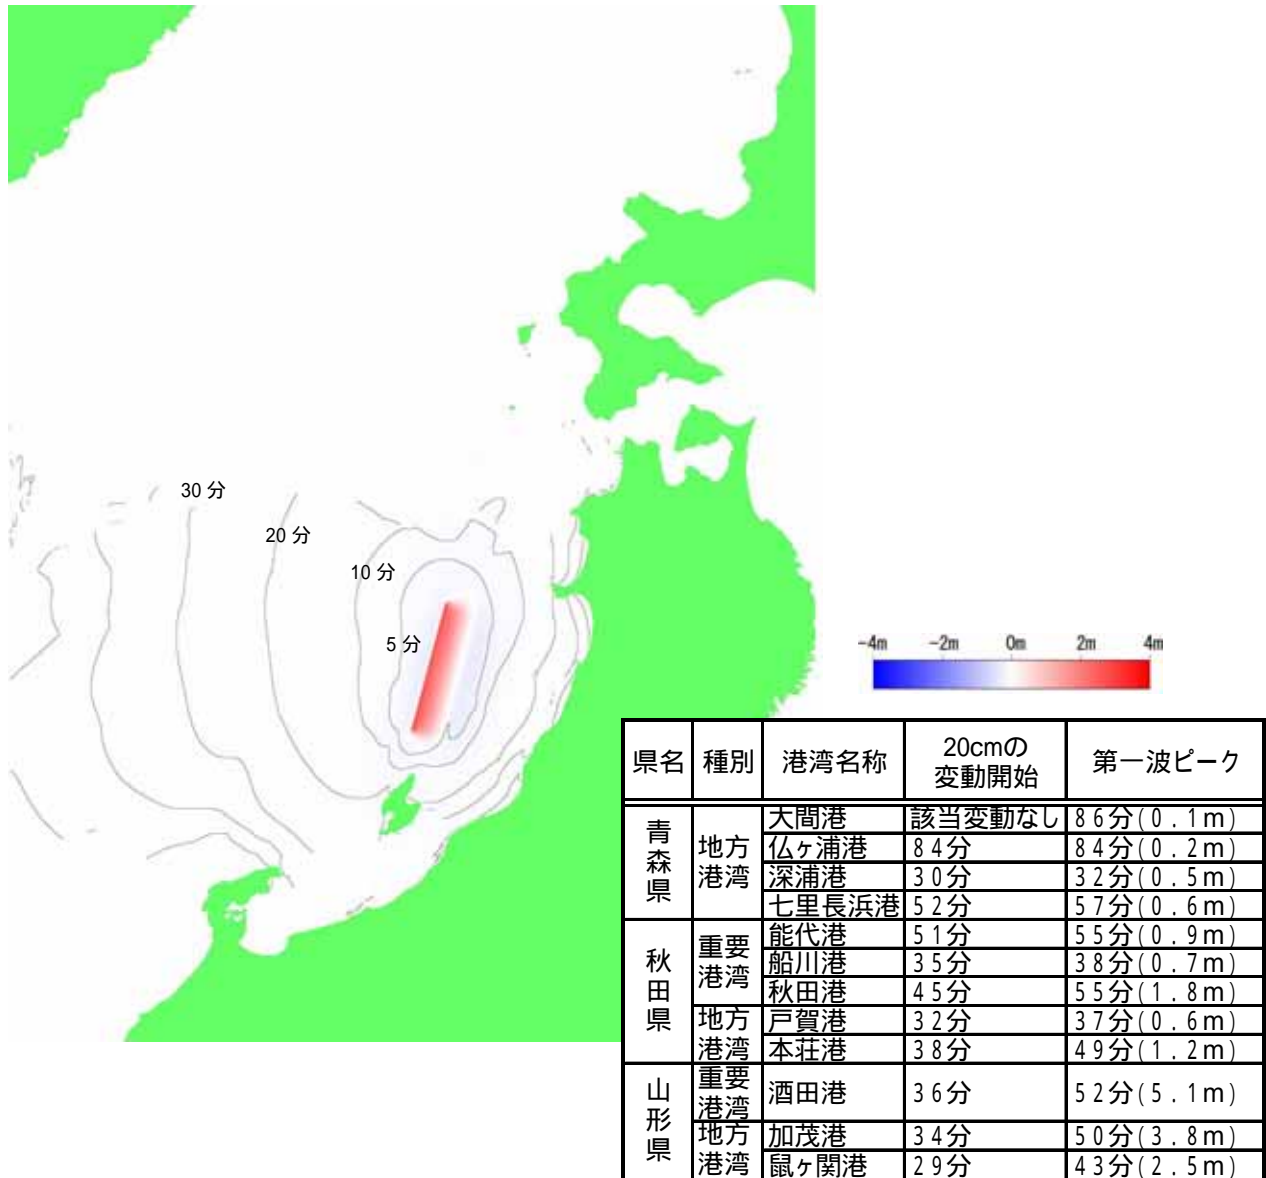 30 分
20 分
10 分
5 分
-4m -2m 0m 2m 4m
県名 種別 港湾名称 20cmの変動開始 第一波ピーク
青森県 地方港湾 大間港 該当変動なし 86分(0.1m)
仏ヶ浦港 84分 84分(0.2m)
深浦港 30分 32分(0.5m)
七里長浜港 52分 57分(0.6m)
秋田県 重要港湾 能代港 51分 55分(0.9m)
船川港 35分 38分(0.7m)
秋田港 45分 55分(1.8m)
地方港湾 戸賀港 32分 37分(0.6m)
本荘港 38分 49分(1.2m)
山形県 重要港湾 酒田港 36分 52分(5.1m)
地方港湾 加茂港 34分 50分(3.8m)
鼠ヶ関港 29分 43分(2.5m)